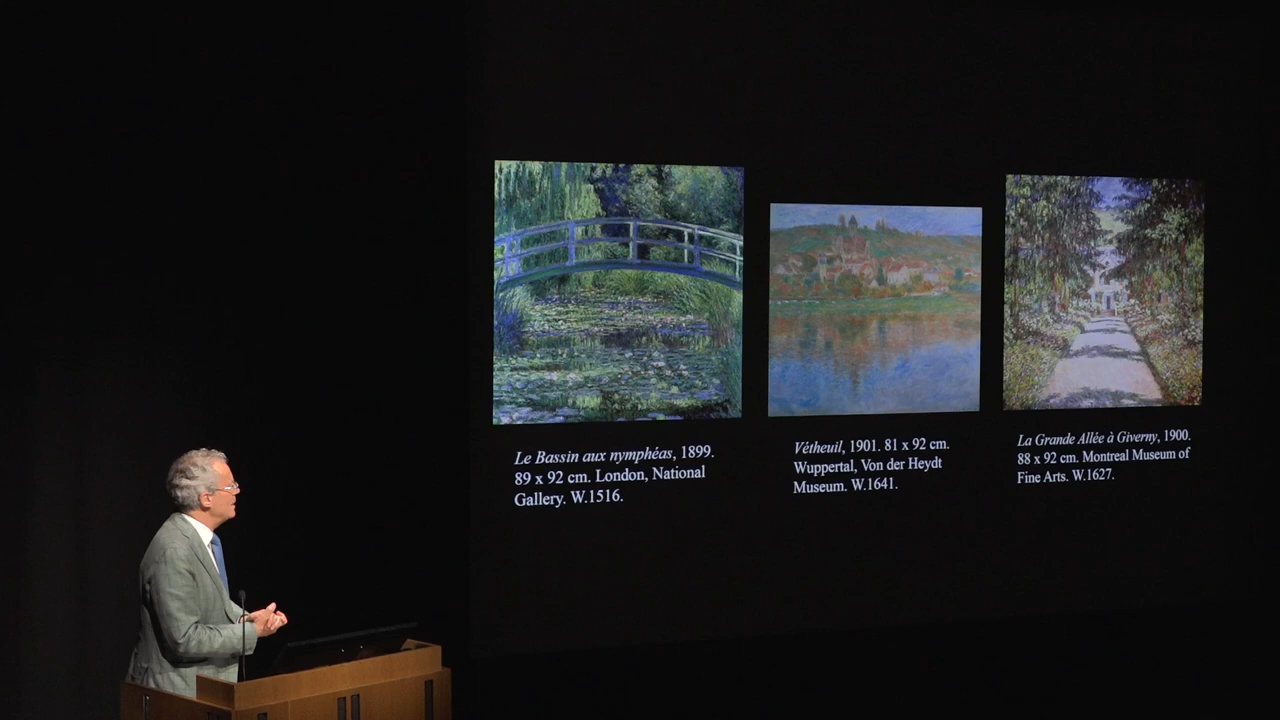 Le Bassin aux nymphéas, 1899.
89 x 92 cm. London, National
Gallery. W.1516.
Vétheuil, 1901. 81 x 92 cm.
Wuppertal, Von der Heydt
Museum. W.1641.
La Grande Allée à Giverny, 1900.
88 x 92 cm. Montreal Museum of
Fine Arts. W.1627.